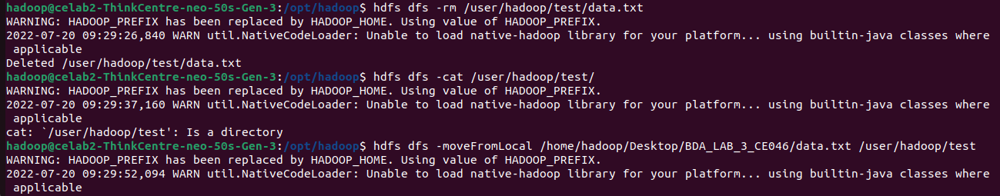 hadoop@celab2-ThinkCentre-neo-50s-Gen-3:/opt/hadoop$ hdfs dfs -rm /user/hadoop/test/data.txt
WARNING: HADOOP_PREFIX has been replaced by HADOOP_HOME. Using value of HADOOP_PREFIX.
2022-07-20 09:29:26,840 WARN util.NativeCodeLoader: Unable to load native-hadoop library for your platform... using builtin-java classes where
 applicable
Deleted /user/hadoop/test/data.txt
hadoop@celab2-ThinkCentre-neo-50s-Gen-3:/opt/hadoop$ hdfs dfs -cat /user/hadoop/test/
WARNING: HADOOP_PREFIX has been replaced by HADOOP_HOME. Using value of HADOOP_PREFIX.
2022-07-20 09:29:37,160 WARN util.NativeCodeLoader: Unable to load native-hadoop library for your platform... using builtin-java classes where
 applicable
cat: `/user/hadoop/test': Is a directory
hadoop@celab2-ThinkCentre-neo-50s-Gen-3:/opt/hadoop$ hdfs dfs -moveFromLocal /home/hadoop/Desktop/BDA_LAB_3_CE046/data.txt /user/hadoop/test
WARNING: HADOOP_PREFIX has been replaced by HADOOP_HOME. Using value of HADOOP_PREFIX.
2022-07-20 09:29:52,094 WARN util.NativeCodeLoader: Unable to load native-hadoop library for your platform... using builtin-java classes where
 applicable